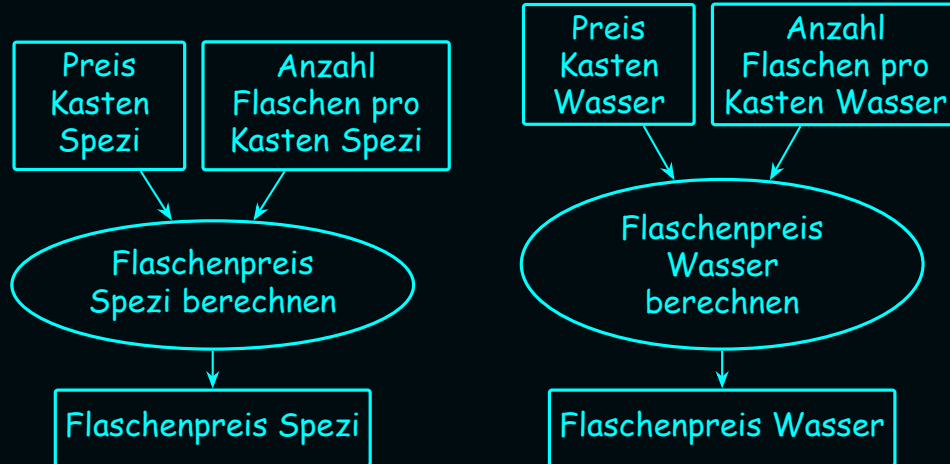 Preis
Kasten
Spezi
Anzahl
Flaschen pro
Kasten Spezi
Flaschenpreis
Spezi berechnen
Flaschenpreis Spezi
Preis
Kasten
Wasser
Anzahl
Flaschen pro
Kasten Wasser
Flaschenpreis
Wasser
berechnen
Flaschenpreis Wasser